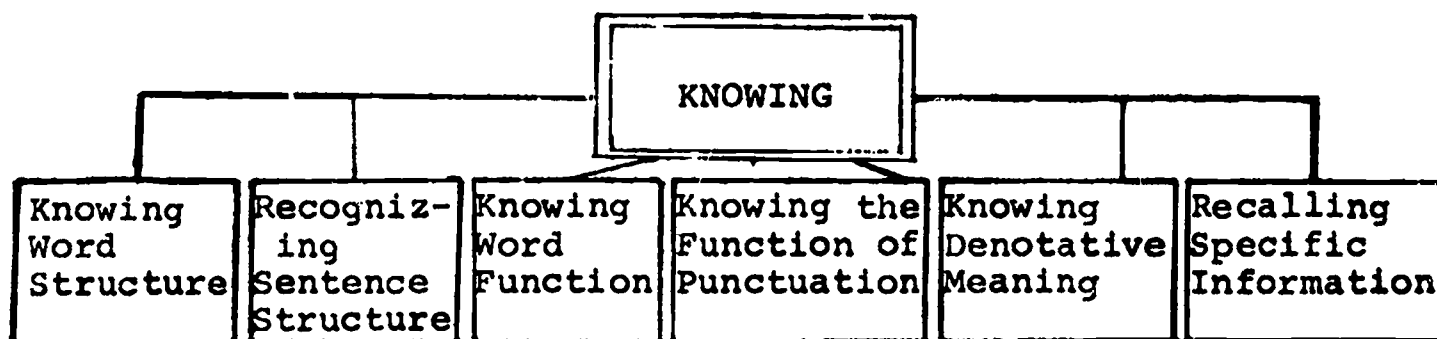 KNOWING
Knowing
Word
Structure
Recogniz-
ing
Sentence
Structure
Knowing
Word
Function
Knowing the
Function of
Punctuation
Knowing
Denotative
Meaning
Recalling
Specific
Information